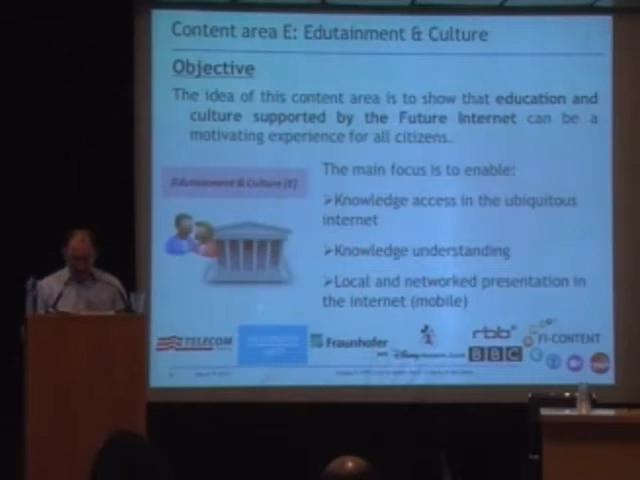 Content area E: Edutainment & Culture
Objective
The idea of this content area is to show that education and
culture supported by the Future Internet can be a
motivating experience for all citizens.
Edutainment & Culture (E)
The main focus is to enable:
➢Knowledge access in the ubiquitous
internet
➢Knowledge understanding
➢Local and networked presentation in
the internet (mobile)
TELECOM
Fraunhofer
rbb
BBC
FI-CONTENT